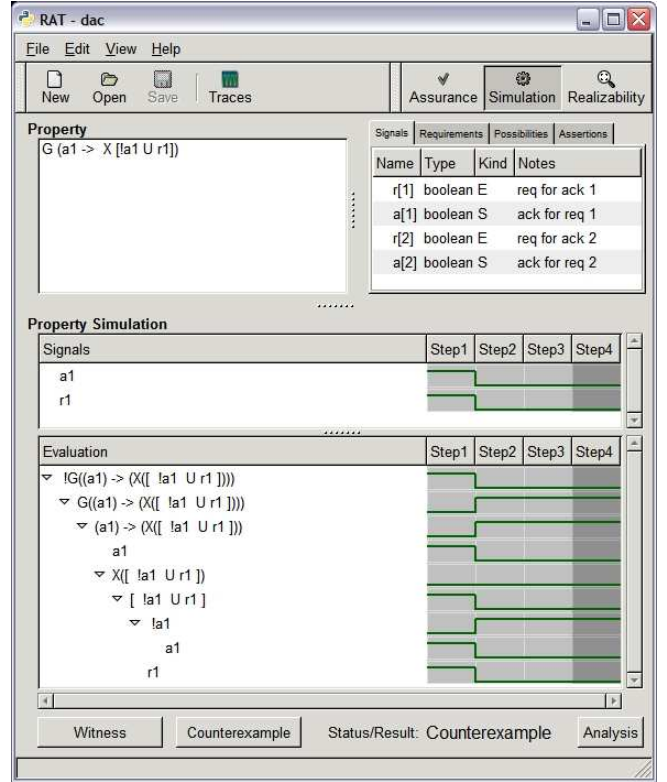 RAT - dac
File Edit View Help
New Open Save Traces Assurance Simulation Realizability
Property
G (a1 -> X [!a1 U r1])
Signals Requirements Possibilities Assertions
Name Type Kind Notes
r[1] boolean E req for ack 1
a[1] boolean S ack for req 1
r[2] boolean E req for ack 2
a[2] boolean S ack for req 2
Property Simulation
Signals Step1 Step2 Step3 Step4
a1
r1
Evaluation Step1 Step2 Step3 Step4
!G((a1) -> (X([ !a1 U r1 ])))
G((a1) -> (X([ !a1 U r1 ])))
(a1) -> (X([ !a1 U r1 ]))
a1
X([ !a1 U r1 ])
[ !a1 U r1 ]
!a1
a1
r1
Witness Counterexample Status/Result: Counterexample Analysis